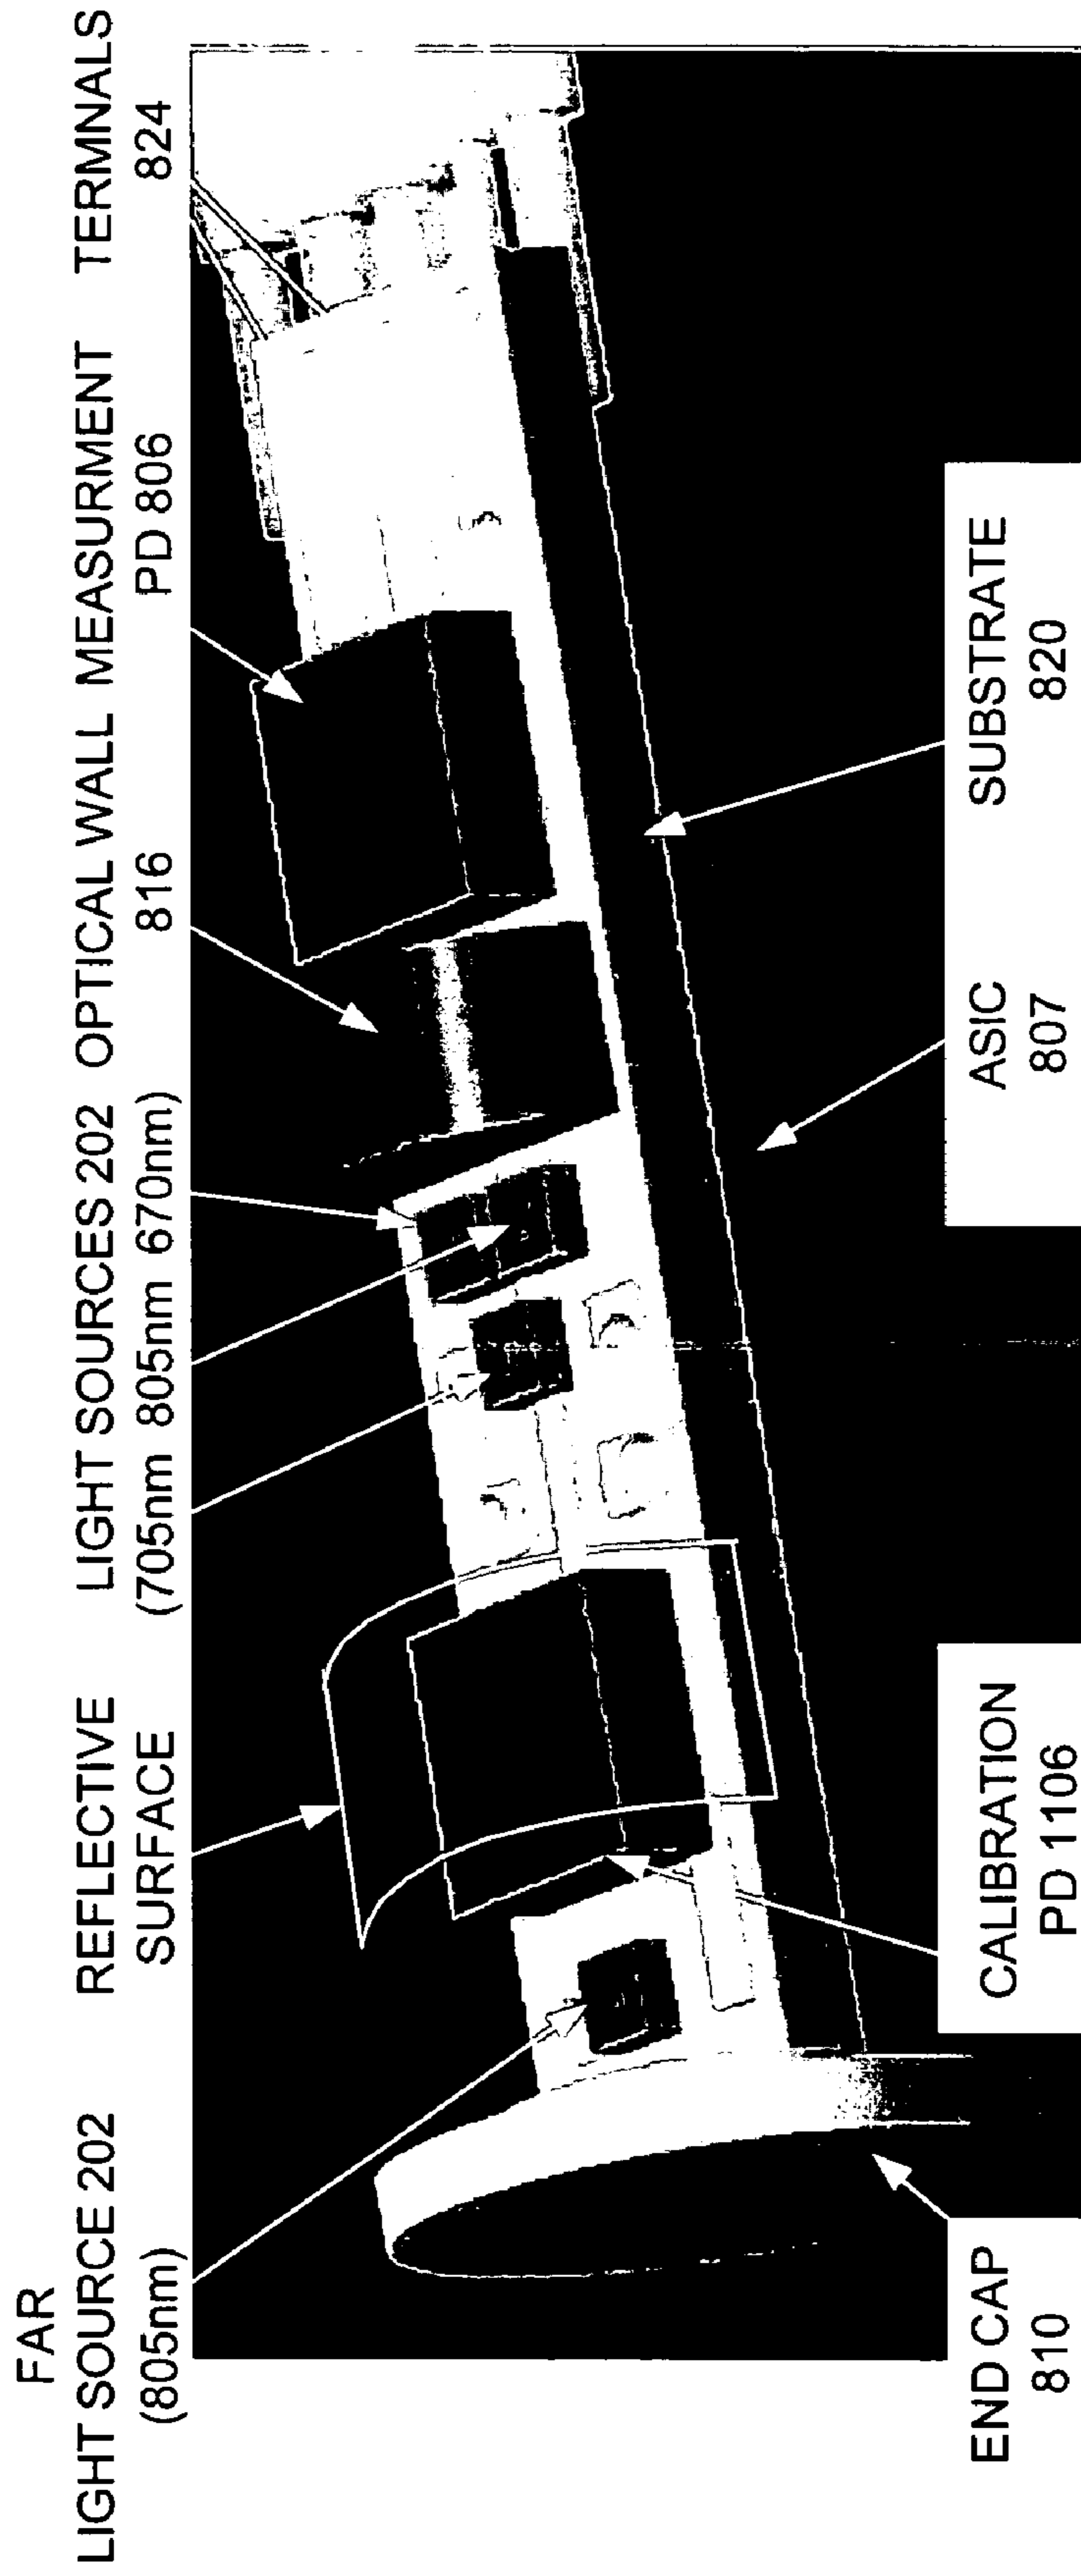 FAR
LIGHT SOURCE 202
(805nm)
REFLECTIVE
SURFACE
LIGHT SOURCES 202
(705nm 805nm 670nm)
OPTICAL WALL
816
MEASURMENT
PD 806
TERMNALS
824
END CAP
810
CALIBRATION
PD 1106
ASIC
807
SUBSTRATE
820